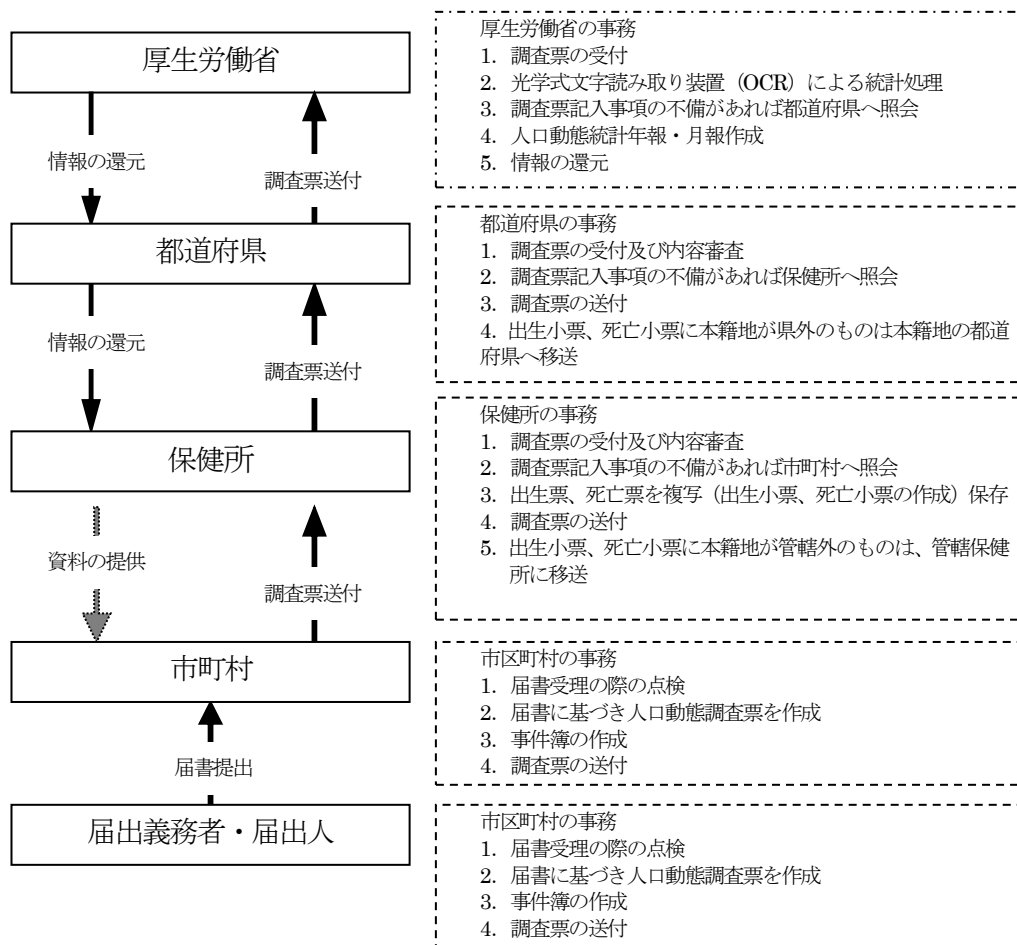 厚生労働省
情報の還元
調査票送付
都道府県
情報の還元
調査票送付
保健所
資料の提供
調査票送付
市町村
届書提出
届出義務者・届出人
厚生労働省の事務
1. 調査票の受付
2. 光学式文字読み取り装置（OCR）による統計処理
3. 調査票記入事項の不備があれば都道府県へ照会
4. 人口動態統計年報・月報作成
5. 情報の還元
都道府県の事務
1. 調査票の受付及び内容審査
2. 調査票記入事項の不備があれば保健所へ照会
3. 調査票の送付
4. 出生小票、死亡小票に本籍地が県外のものは本籍地の都道
府県へ移送
保健所の事務
1. 調査票の受付及び内容審査
2. 調査票記入事項の不備があれば市町村へ照会
3. 出生票、死亡票を複写（出生小票、死亡小票の作成）保存
4. 調査票の送付
5. 出生小票、死亡小票に本籍地が管轄外のものは、管轄保健
所に移送
市区町村の事務
1. 届書受理の際の点検
2. 届書に基づき人口動態調査票を作成
3. 事件簿の作成
4. 調査票の送付
市区町村の事務
1. 届書受理の際の点検
2. 届書に基づき人口動態調査票を作成
3. 事件簿の作成
4. 調査票の送付